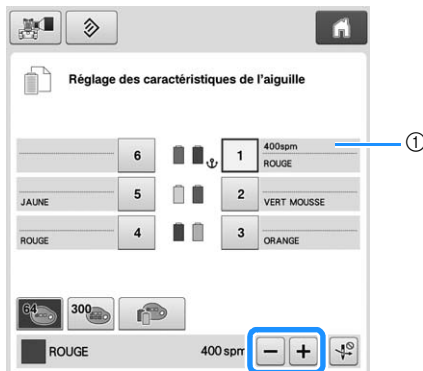 Réglage des caractéristiques de l'aiguille
6
1
400spm
ROUGE
①
JAUNE
5
2
VERT MOUSSE
ROUGE
4
3
ORANGE
64
300
ROUGE
400 spm